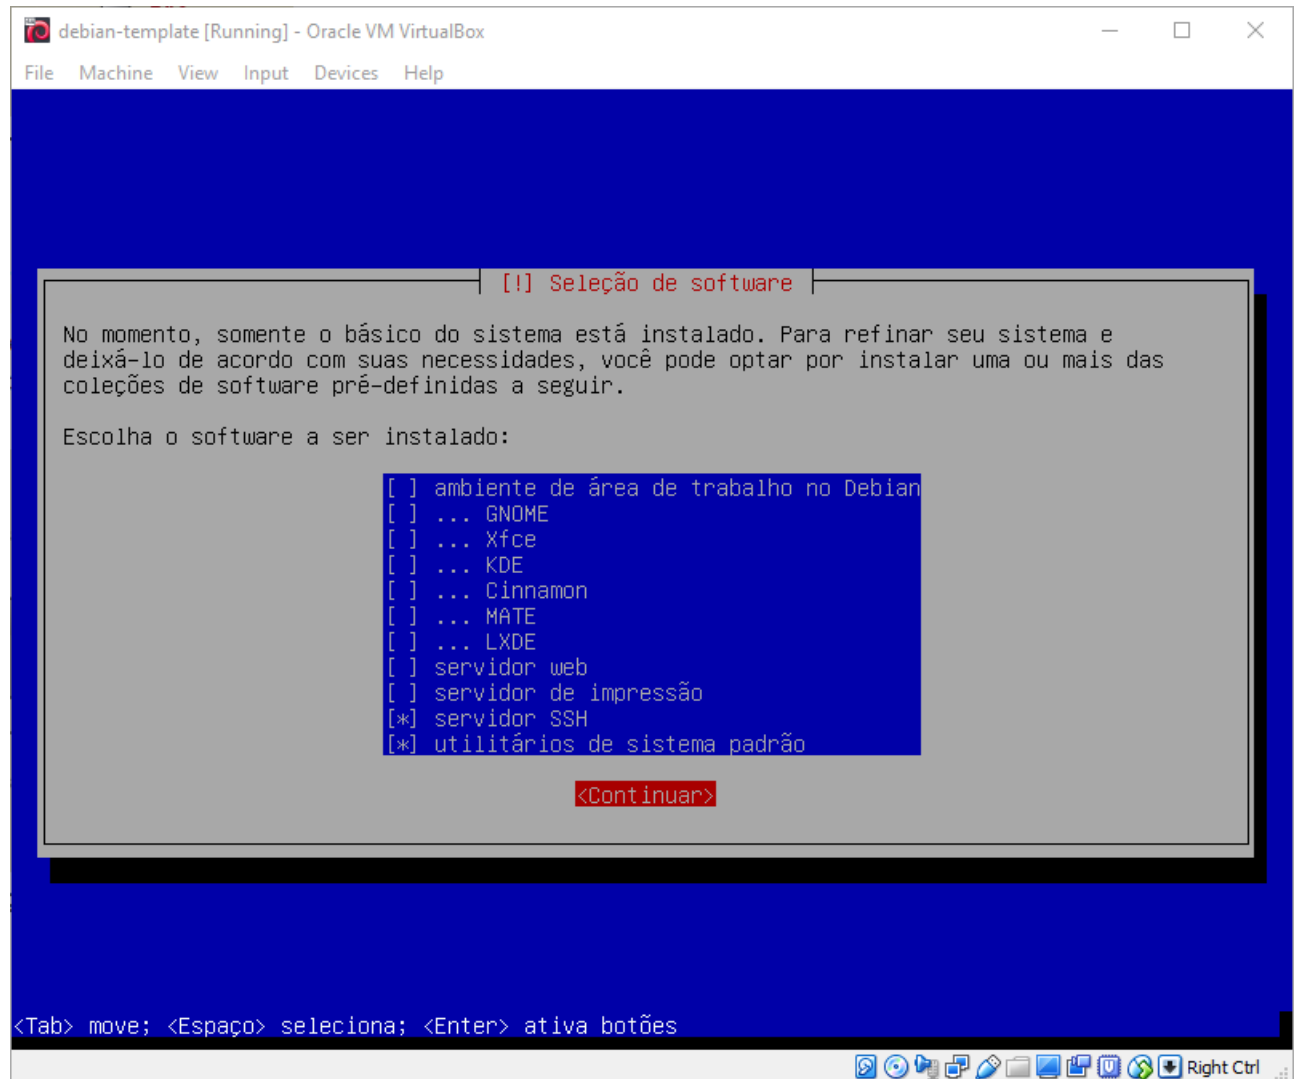 debian-template [Running] - Oracle VM VirtualBox
File Machine View Input Devices Help
[!] Seleção de software
No momento, somente o básico do sistema está instalado. Para refinar seu sistema e
deixá-lo de acordo com suas necessidades, você pode optar por instalar uma ou mais das
coleções de software pré-definidas a seguir.
Escolha o software a ser instalado:
[ ] ambiente de área de trabalho no Debian
[ ] ... GNOME
[ ] ... Xfce
[ ] ... KDE
[ ] ... Cinnamon
[ ] ... MATE
[ ] ... LXDE
[ ] servidor web
[ ] servidor de impressão
[*] servidor SSH
[*] utilitários de sistema padrão
<Continuar>
<Tab> move; <Espaço> seleciona; <Enter> ativa botões
Right Ctrl